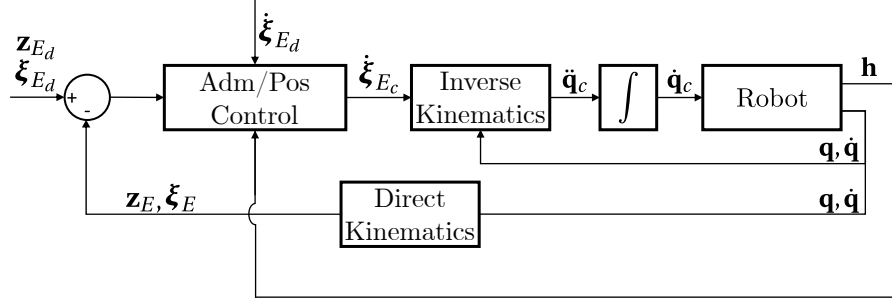 𝛏̇_{E_d}
𝐳_{E_d}
𝛏_{E_d}
+
-
Adm/Pos
Control
𝛏̇_{E_c}
Inverse
Kinematics
𝐪̈_c
∫
𝐪̇_c
Robot
𝐡
𝐪, 𝐪̇
𝐳_E, 𝛏_E
Direct
Kinematics
𝐪, 𝐪̇